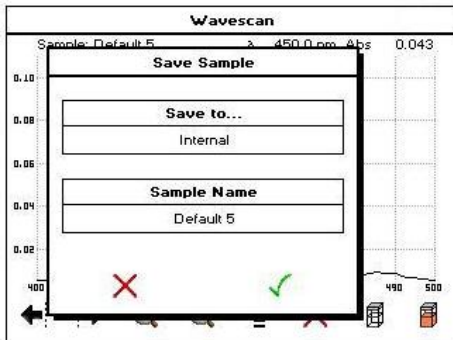 Wavescan
Sample: Default 5 λ 450.0 nm, Abs 0.043
Save Sample
0.10
Save to...
0.08
Internal
0.06
Sample Name
0.04
Default 5
0.02
400 490 500